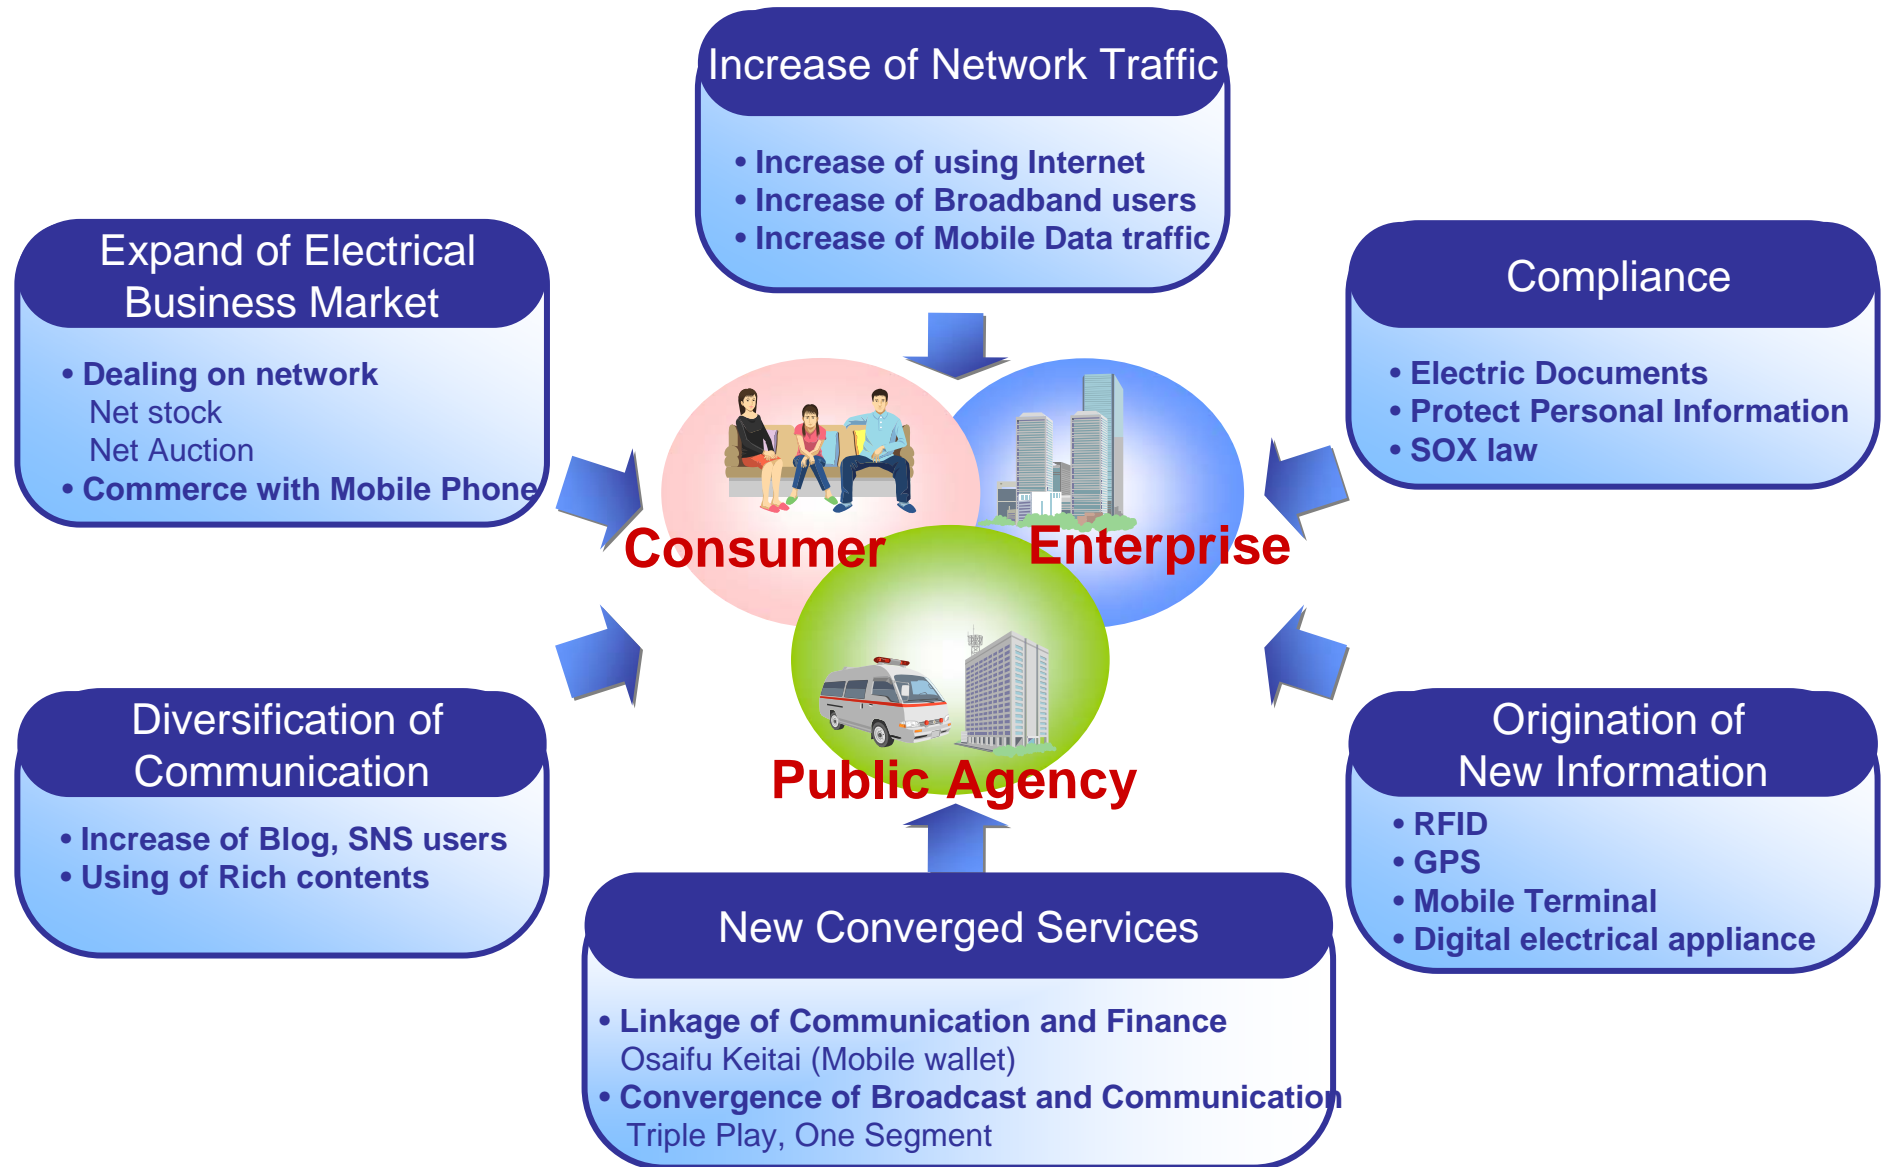 Increase of Network Traffic
• Increase of using Internet
• Increase of Broadband users
• Increase of Mobile Data traffic
Expand of Electrical
Business Market
• Dealing on network
Net stock
Net Auction
• Commerce with Mobile Phone
Compliance
• Electric Documents
• Protect Personal Information
• SOX law
Consumer
Enterprise
Public Agency
Diversification of
Communication
• Increase of Blog, SNS users
• Using of Rich contents
Origination of
New Information
• RFID
• GPS
• Mobile Terminal
• Digital electrical appliance
New Converged Services
• Linkage of Communication and Finance
Osaifu Keitai (Mobile wallet)
• Convergence of Broadcast and Communication
Triple Play, One Segment